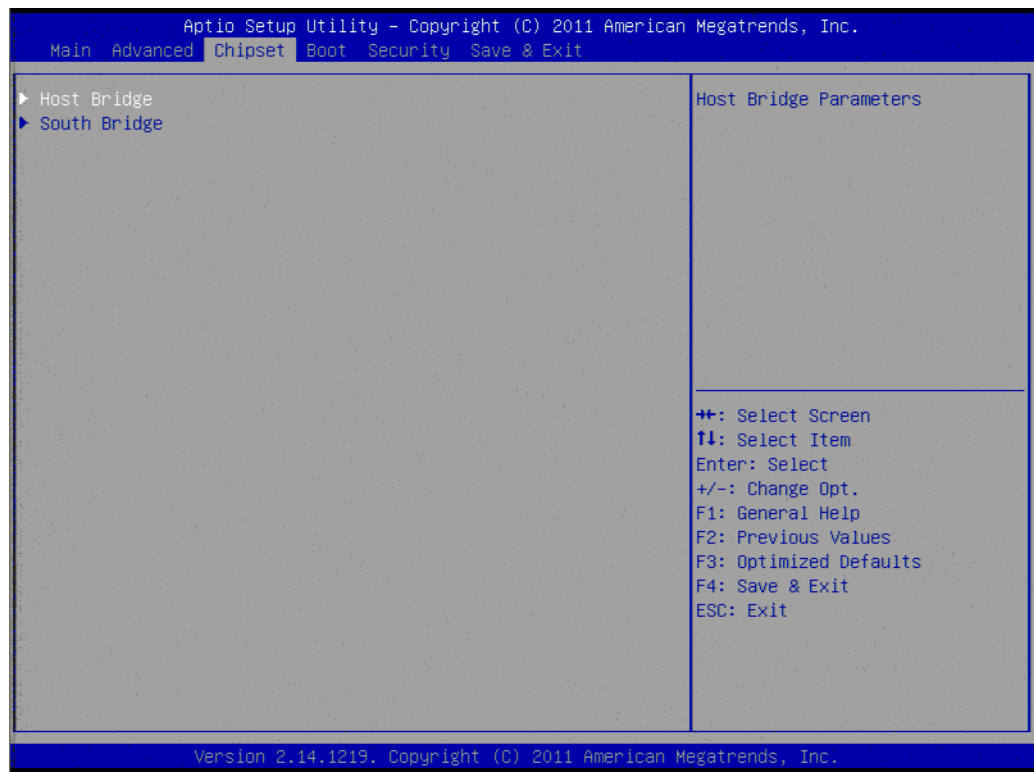 Aptio Setup Utility – Copyright (C) 2011 American Megatrends, Inc.
Main Advanced Chipset Boot Security Save & Exit
▶ Host Bridge
▶ South Bridge
Host Bridge Parameters
→←: Select Screen
↑↓: Select Item
Enter: Select
+/-: Change Opt.
F1: General Help
F2: Previous Values
F3: Optimized Defaults
F4: Save & Exit
ESC: Exit
Version 2.14.1219. Copyright (C) 2011 American Megatrends, Inc.